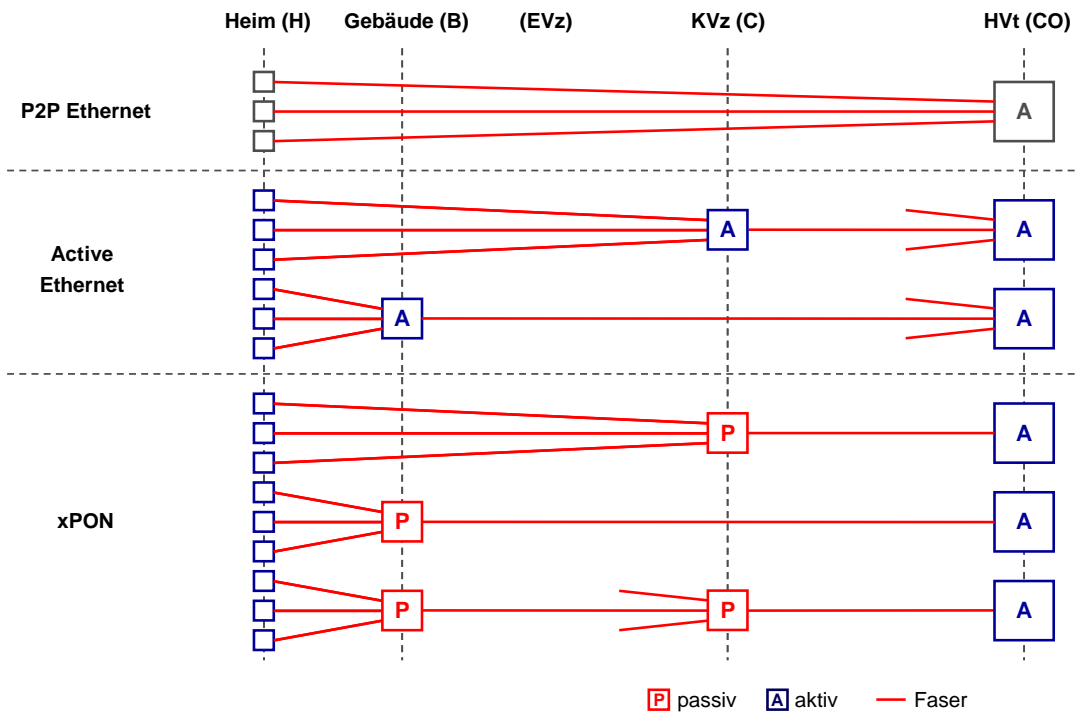 Heim (H) Gebäude (B) (EVz) KVz (C) HVt (CO)
P2P Ethernet
A
Active
Ethernet
A A
A A
xPON
P A
P A
P P A
P passiv A aktiv Faser